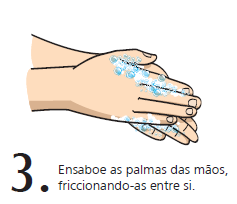 3. Ensaboe as palmas das mãos,
friccionando-as entre si.